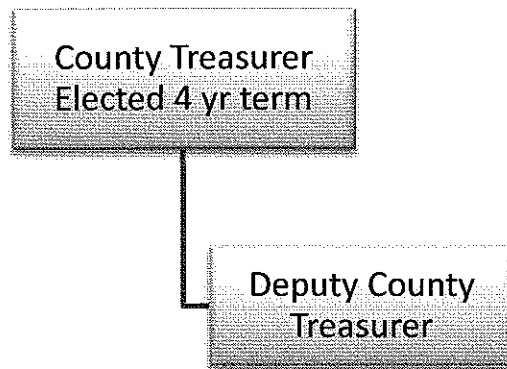 County Treasurer
Elected 4 yr term
Deputy County
Treasurer